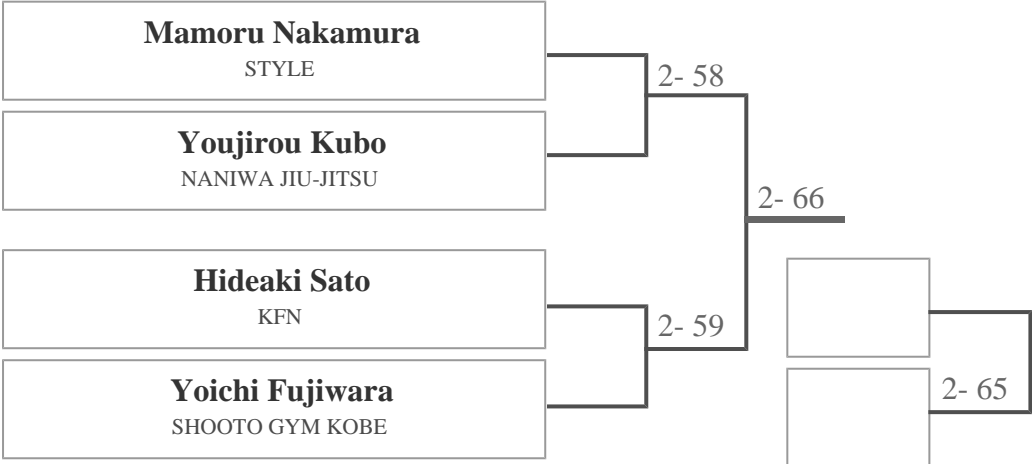 Mamoru Nakamura
STYLE
2- 58
Youjirou Kubo
NANIWA JIU-JITSU
2- 66
Hideaki Sato
KFN
2- 59
Yoichi Fujiwara
SHOOTO GYM KOBE
2- 65